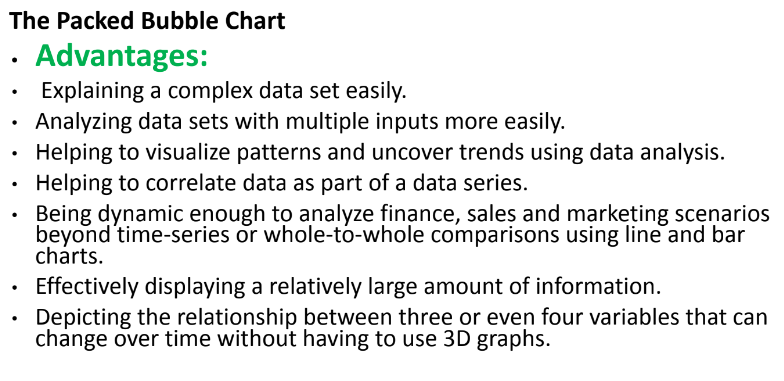 The Packed Bubble Chart
• Advantages:
• Explaining a complex data set easily.
• Analyzing data sets with multiple inputs more easily.
• Helping to visualize patterns and uncover trends using data analysis.
• Helping to correlate data as part of a data series.
• Being dynamic enough to analyze finance, sales and marketing scenarios
beyond time-series or whole-to-whole comparisons using line and bar
charts.
• Effectively displaying a relatively large amount of information.
• Depicting the relationship between three or even four variables that can
change over time without having to use 3D graphs.